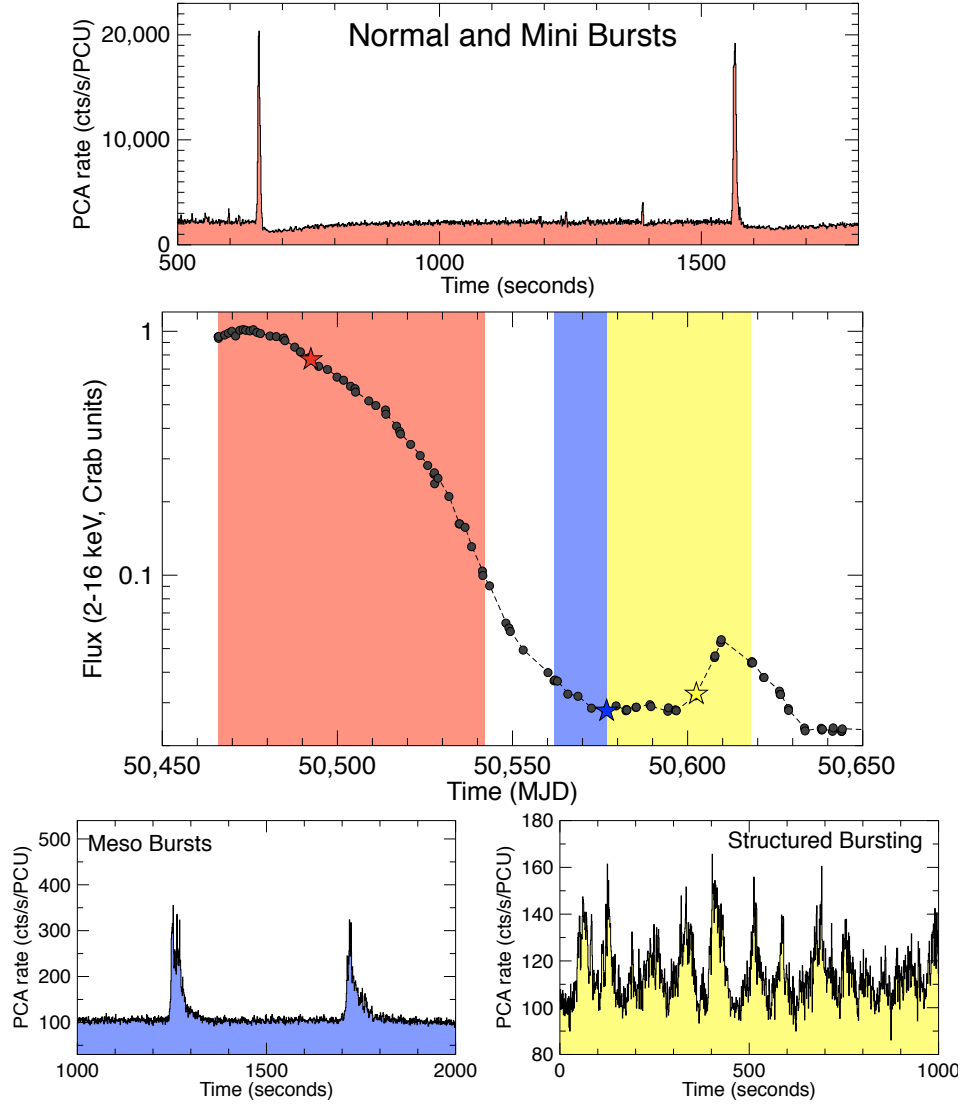 Normal and Mini Bursts
PCA rate (cts/s/PCU)
20,000
10,000
0
500
1000
1500
Time (seconds)
Flux (2-16 keV, Crab units)
1
0.1
50,450
50,500
50,550
50,600
50,650
Time (MJD)
Meso Bursts
PCA rate (cts/s/PCU)
500
400
300
200
100
1000
1500
2000
Time (seconds)
Structured Bursting
PCA rate (cts/s/PCU)
180
160
140
120
100
80
0
500
1000
Time (seconds)